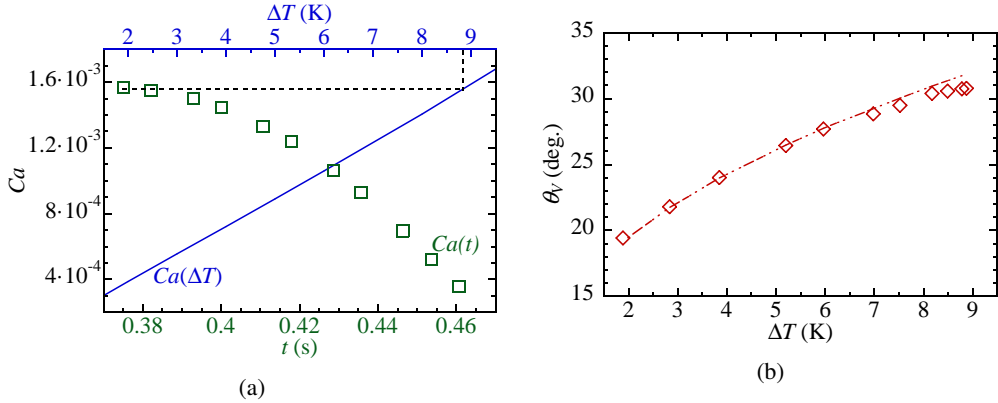 ΔT (K)
2 3 4 5 6 7 8 9
1.6·10⁻³
1.2·10⁻³
8·10⁻⁴
4·10⁻⁴
Ca
Ca(t)
Ca(ΔT)
0.38 0.4 0.42 0.44 0.46
t (s)
(a)
35
30
25
20
15
θ_V (deg.)
2 3 4 5 6 7 8 9
ΔT (K)
(b)